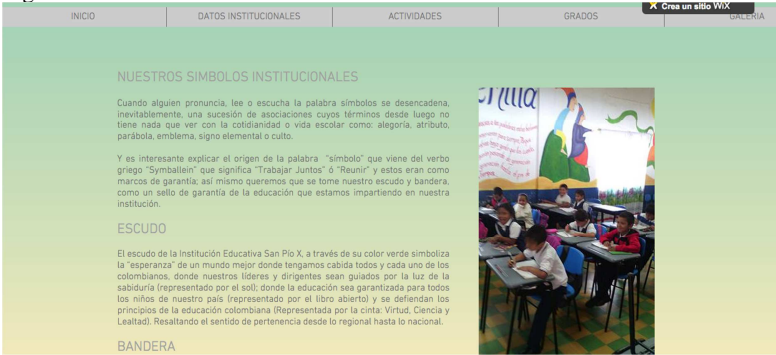 INICIO
DATOS INSTITUCIONALES
ACTIVIDADES
GRADOS
Crea un sitio WiX
GALERIA
NUESTROS SIMBOLOS INSTITUCIONALES
Cuando alguien pronuncia, lee o escucha la palabra símbolos se desencadena,
inevitablemente, una sucesión de asociaciones cuyos términos desde luego no
tiene nada que ver con la cotidianidad o vida escolar como: alegoría, atributo,
parábola, emblema, signo elemental o culto.
Y es interesante explicar el origen de la palabra "símbolo" que viene del verbo
griego "Symballein" que significa "Trabajar Juntos" ó "Reunir" y estos eran como
marcos de garantía; así mismo queremos que se tome nuestro escudo y bandera,
como un sello de garantía de la educación que estamos impartiendo en nuestra
institución.
ESCUDO
El escudo de la Institución Educativa San Pío X, a través de su color verde simboliza
la "esperanza" de un mundo mejor donde tengamos cabida todos y cada uno de los
colombianos, donde nuestros líderes y dirigentes sean guiados por la luz de la
sabiduría (representado por el sol); donde la educación sea garantizada para todos
los niños de nuestro país (representado por el libro abierto) y se defiendan los
principios de la educación colombiana (Representada por la cinta: Virtud, Ciencia y
Lealtad). Resaltando el sentido de pertenencia desde lo regional hasta lo nacional.
BANDERA